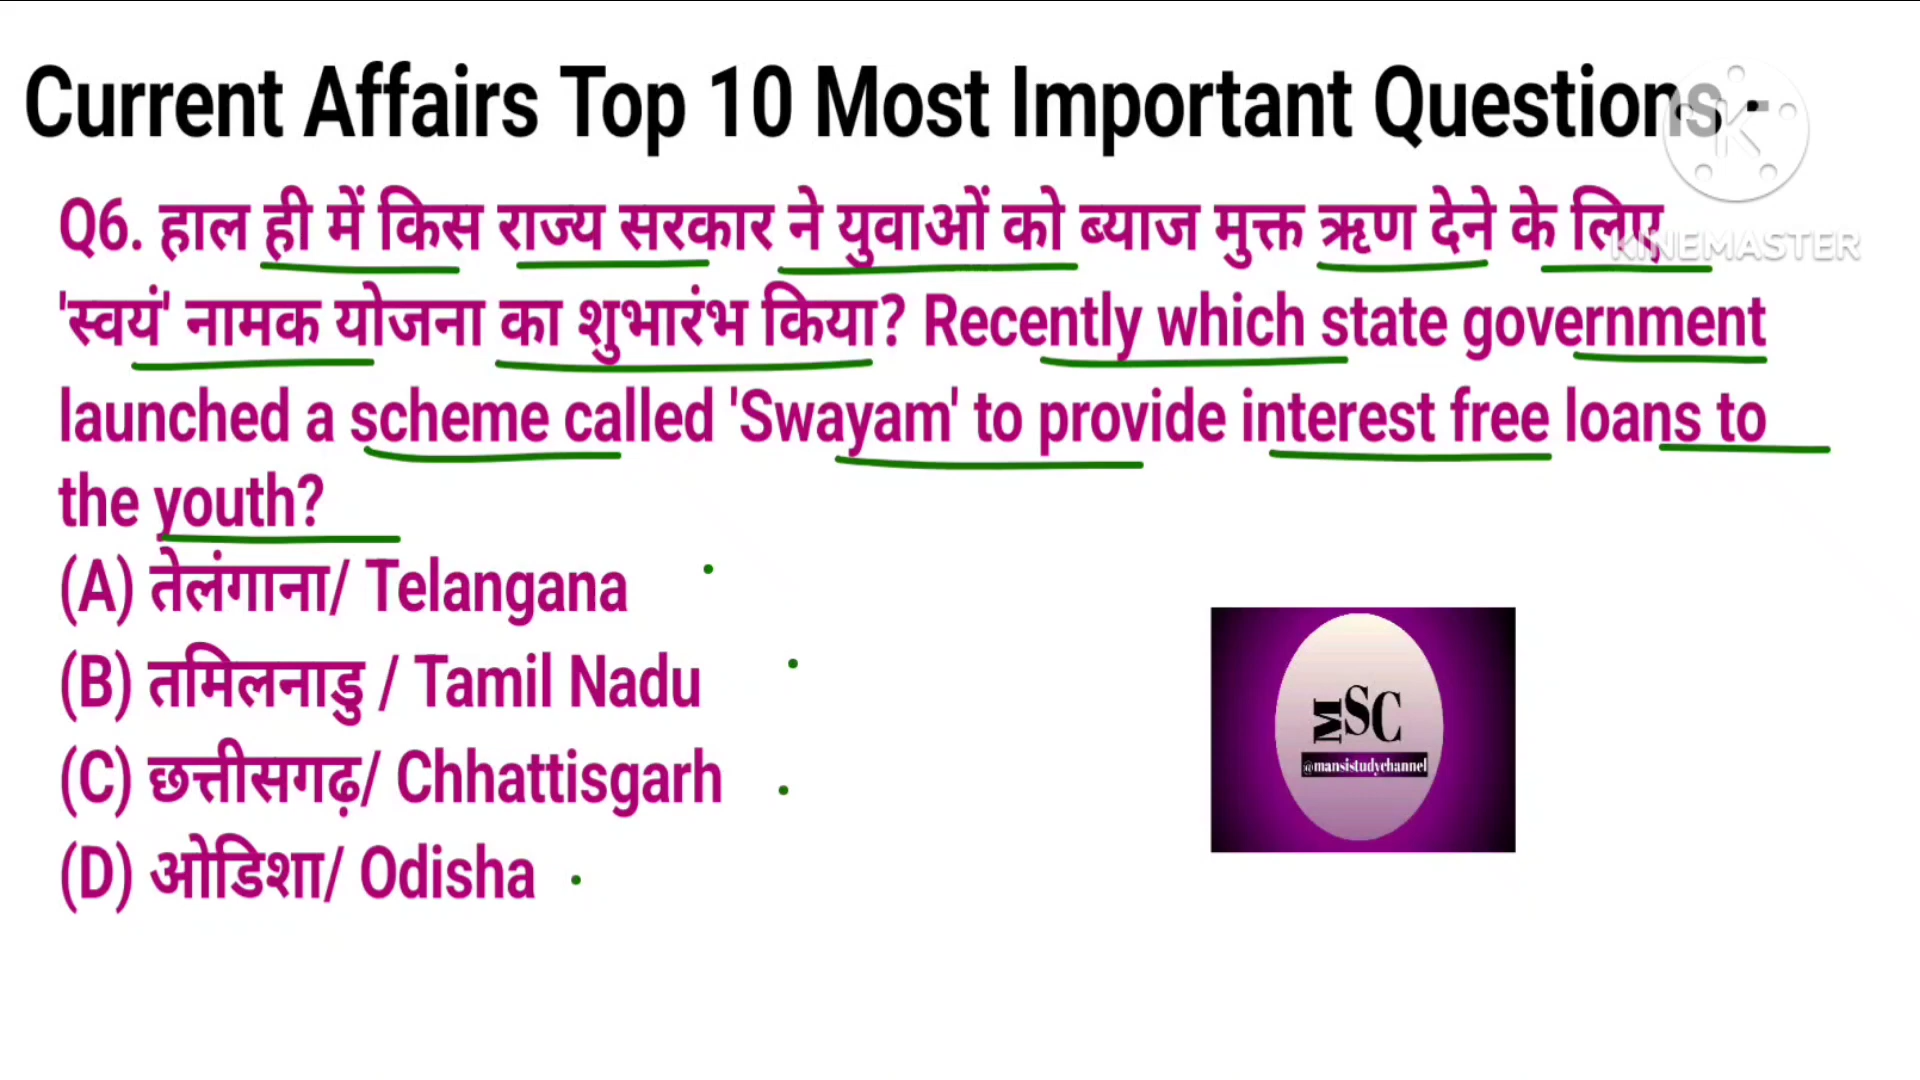 Current Affairs Top 10 Most Important Questions -
Q6. हाल ही में किस राज्य सरकार ने युवाओं को ब्याज मुक्त ऋण देने के लिए
KINEMASTER
'स्वयं' नामक योजना का शुभारंभ किया? Recently which state government
launched a scheme called 'Swayam' to provide interest free loans to
the youth?
(A) तेलंगाना/ Telangana
(B) तमिलनाडु / Tamil Nadu
(C) छत्तीसगढ़/ Chhattisgarh
(D) ओडिशा/ Odisha
MSC
@mansistudychannel